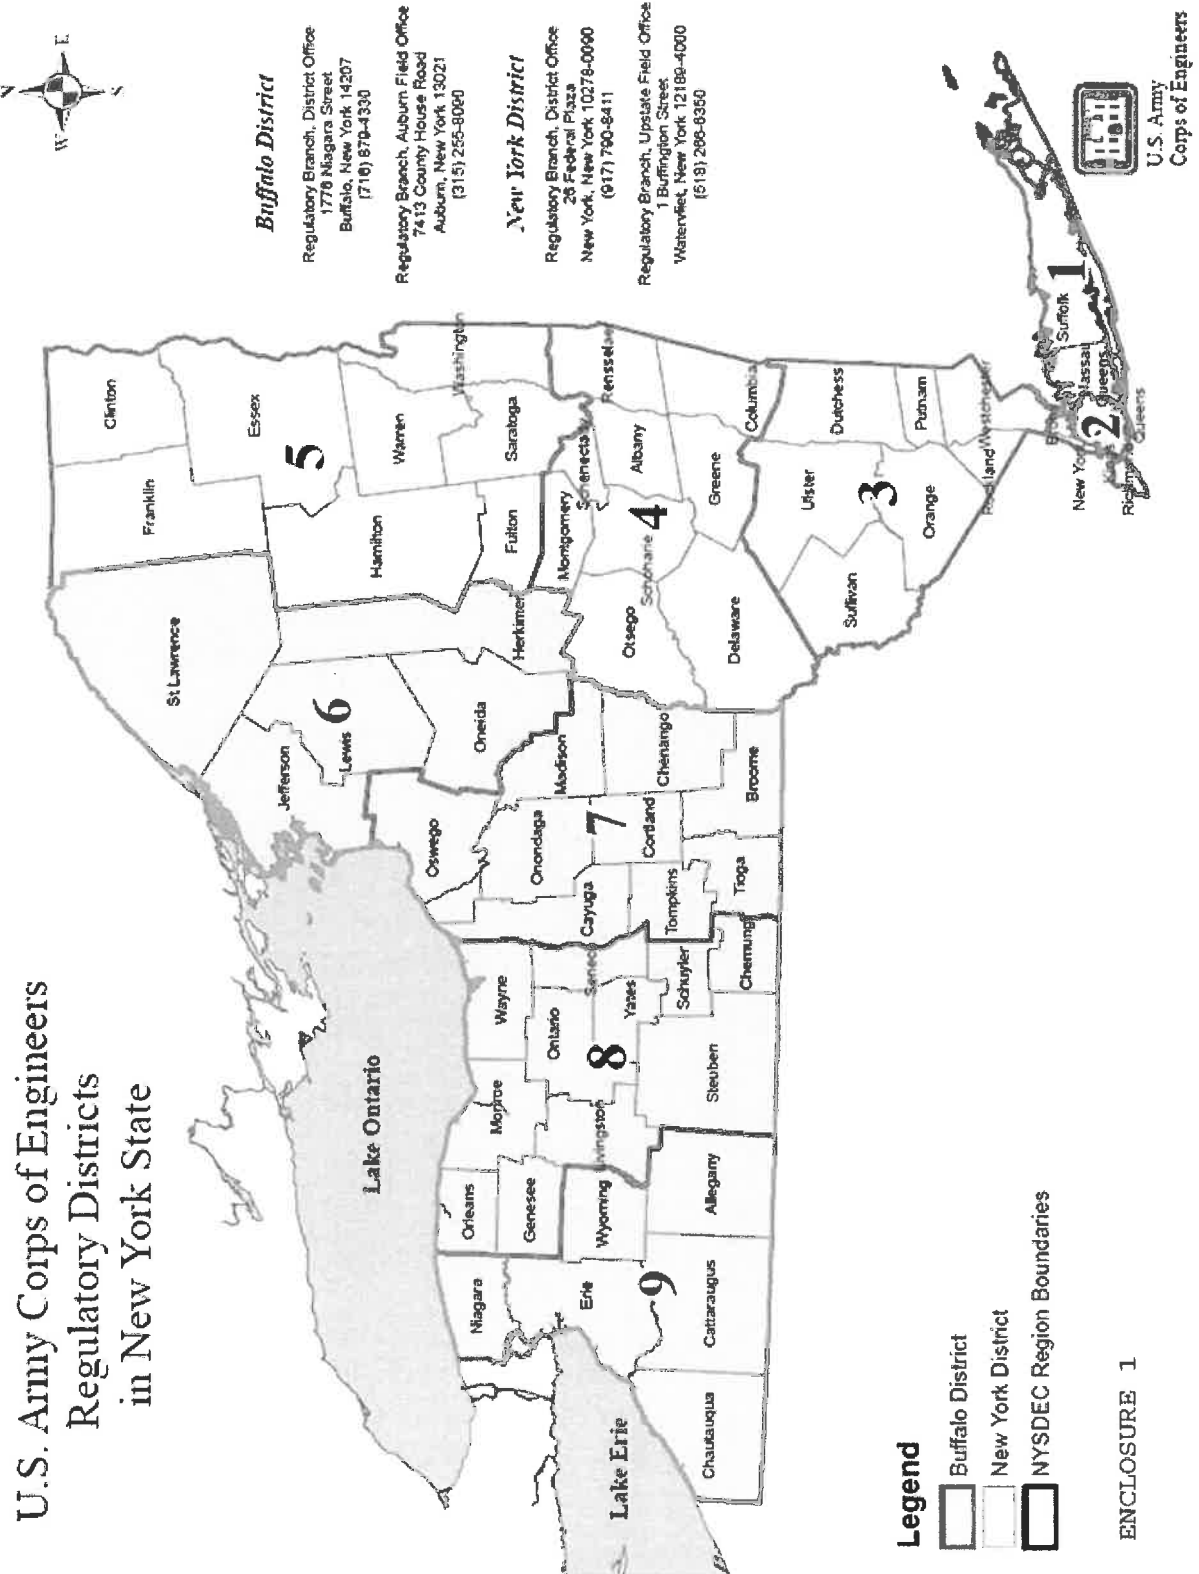 U.S. Army Corps of Engineers
Regulatory Districts
in New York State
N
W
E
S
Buffalo District
Regulatory Branch, District Office
1776 Niagara Street
Buffalo, New York 14207
(716) 879-4330
Regulatory Branch, Auburn Field Office
7413 County House Road
Auburn, New York 13021
(315) 255-8090
New York District
Regulatory Branch, District Office
26 Federal Plaza
New York, New York 10278-0090
(917) 790-8411
Regulatory Branch, Upstate Field Office
1 Buffington Street
Watervliet, New York 12189-4000
(518) 266-6350
Clinton
Franklin
St Lawrence
Essex
5
Jefferson
Lewis
6
Hamilton
Warren
Washington
Lake Ontario
Oswego
Oneida
Herkimer
Fulton
Saratoga
Niagara
Orleans
Monroe
Wayne
Genesee
Ontario
Onondaga
Madison
Montgomery
Schenecta
Rensselae
Erie
Wyoming
Livingston
8
Senec
Cayuga
7
Otsego
Schoharie
4
Albany
9
Yates
Cortland
Chenango
Lake Erie
Chautauqua
Cattaraugus
Allegany
Steuben
Schuyler
Chemung
Tompkins
Tioga
Broome
Delaware
Greene
Columbia
Ulster
Dutchess
Sullivan
3
Orange
Putnam
Westchester
Suffolk
1
New York
2
Nassau
Queens
Queens
Legend
Buffalo District
New York District
NYSDEC Region Boundaries
U.S. Army
Corps of Engineers
ENCLOSURE 1